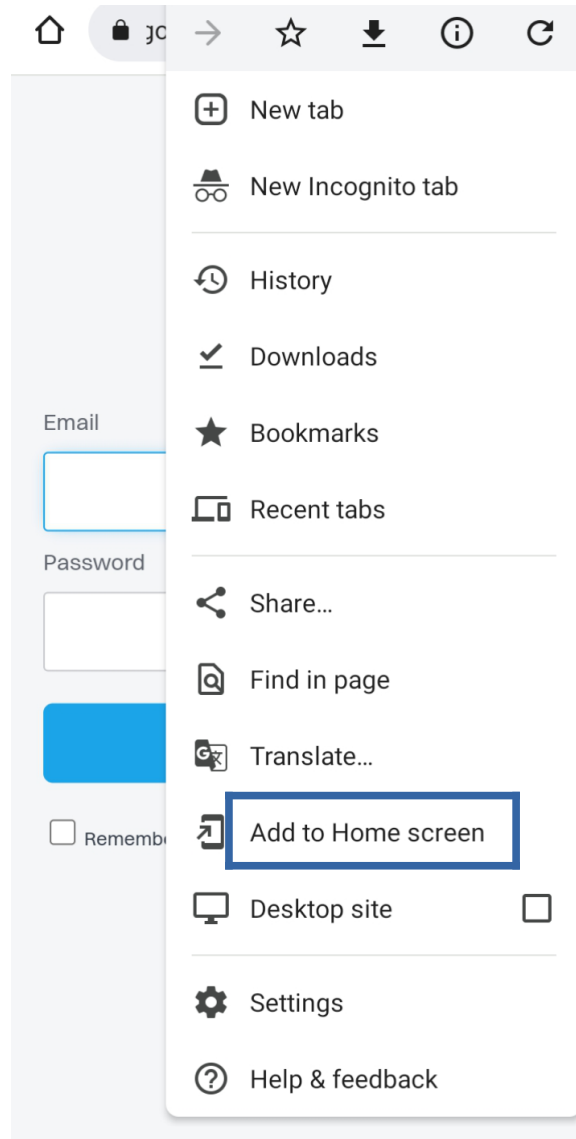 New tab
New Incognito tab
History
Downloads
Bookmarks
Recent tabs
Share...
Find in page
Translate...
Add to Home screen
Desktop site
Settings
Help & feedback
Email
Password